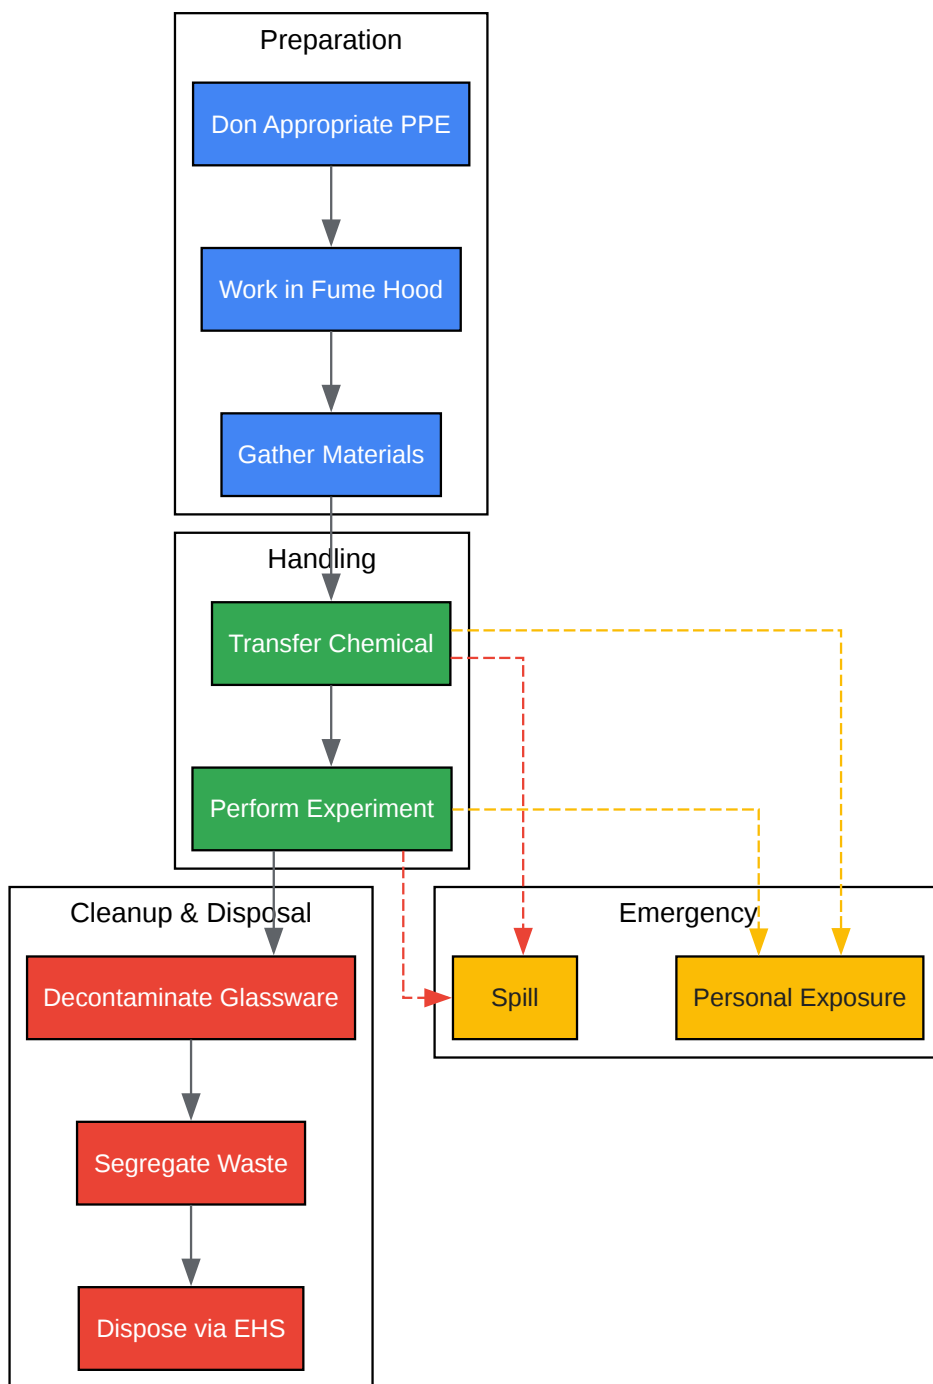 Preparation
Don Appropriate PPE
Work in Fume Hood
Gather Materials
Handling
Transfer Chemical
Perform Experiment
Cleanup & Disposal
Decontaminate Glassware
Segregate Waste
Dispose via EHS
Emergency
Spill
Personal Exposure